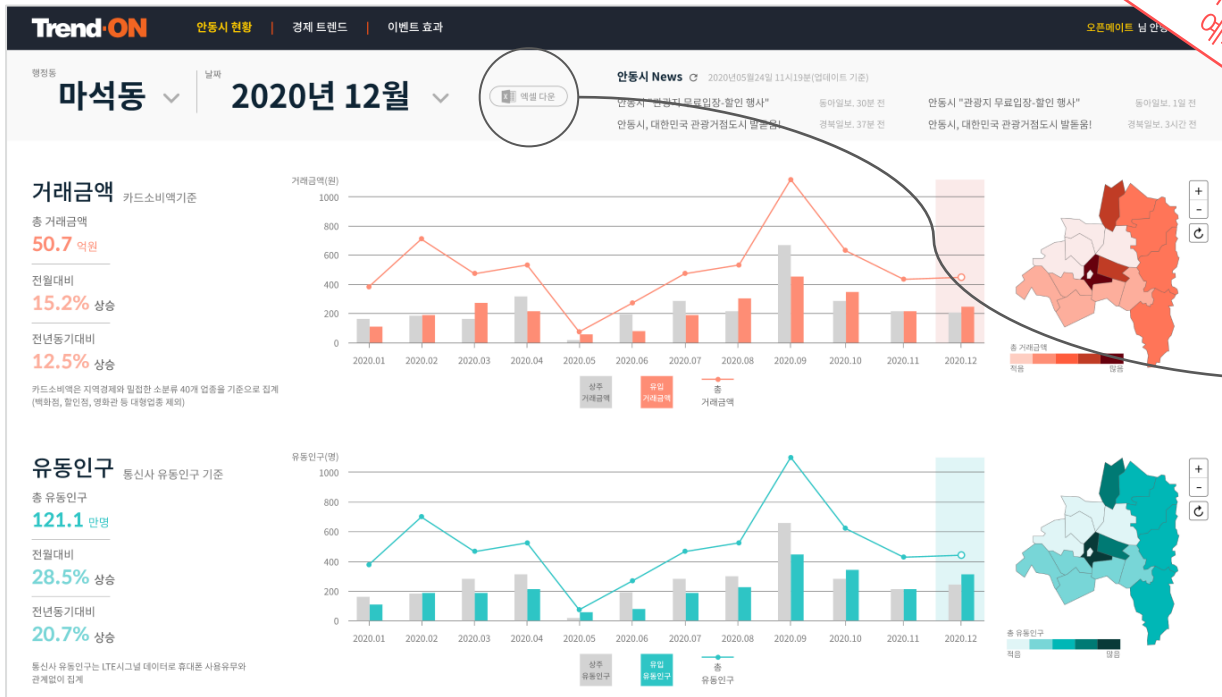 Trend·ON
안동시 현황 | 경제 트렌드 | 이벤트 효과
오픈메이트 님 안
예
행정동
마석동
날짜
2020년 12월
엑셀 다운
안동시 News 2020년05월24일 11시19분(업데이트 기준)
안동시 "관광지 무료입장-할인 행사" 동아일보. 30분 전
안동시, 대한민국 관광거점도시 발돋움! 경북일보. 37분 전
안동시 "관광지 무료입장-할인 행사" 동아일보. 1일 전
안동시, 대한민국 관광거점도시 발돋움! 경북일보. 3시간 전
거래금액 카드소비액기준
총 거래금액
50.7 억원
전월대비
15.2% 상승
전년동기대비
12.5% 상승
카드소비액은 지역경제와 밀접한 소분류 40개 업종을 기준으로 집계
(백화점, 할인점, 영화관 등 대형업종 제외)
거래금액(원)
1000
800
600
400
200
0
2020.01 2020.02 2020.03 2020.04 2020.05 2020.06 2020.07 2020.08 2020.09 2020.10 2020.11 2020.12
상주
거래금액
유입
거래금액
총
거래금액
+
-
총 거래금액
적음 많음
유동인구 통신사 유동인구 기준
총 유동인구
121.1 만명
전월대비
28.5% 상승
전년동기대비
20.7% 상승
통신사 유동인구는 LTE시그널 데이터로 휴대폰 사용유무와
관계없이 집계
유동인구(명)
1000
800
600
400
200
0
2020.01 2020.02 2020.03 2020.04 2020.05 2020.06 2020.07 2020.08 2020.09 2020.10 2020.11 2020.12
상주
유동인구
유입
유동인구
총
유동인구
+
-
총 유동인구
적음 많음